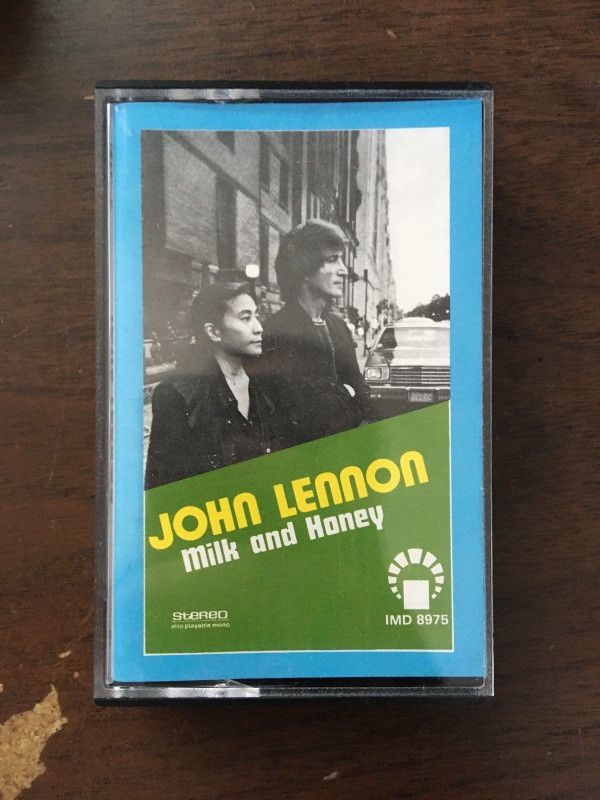 JOHN LENNON
Milk and Honey
STEREO
also playable mono
IMD 8975